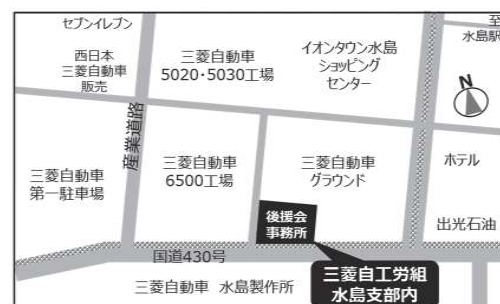 セブンイレブン
西日本
三菱自動車
販売
三菱自動車
5020・5030工場
イオンタウン水島
ショッピング
センター
至
水島駅
N
産業道路
三菱自動車
第一駐車場
三菱自動車
6500工場
三菱自動車
グラウンド
ホテル
後援会
事務所
出光石油
国道430号
三菱自工労組
水島支部内
三菱自動車 水島製作所